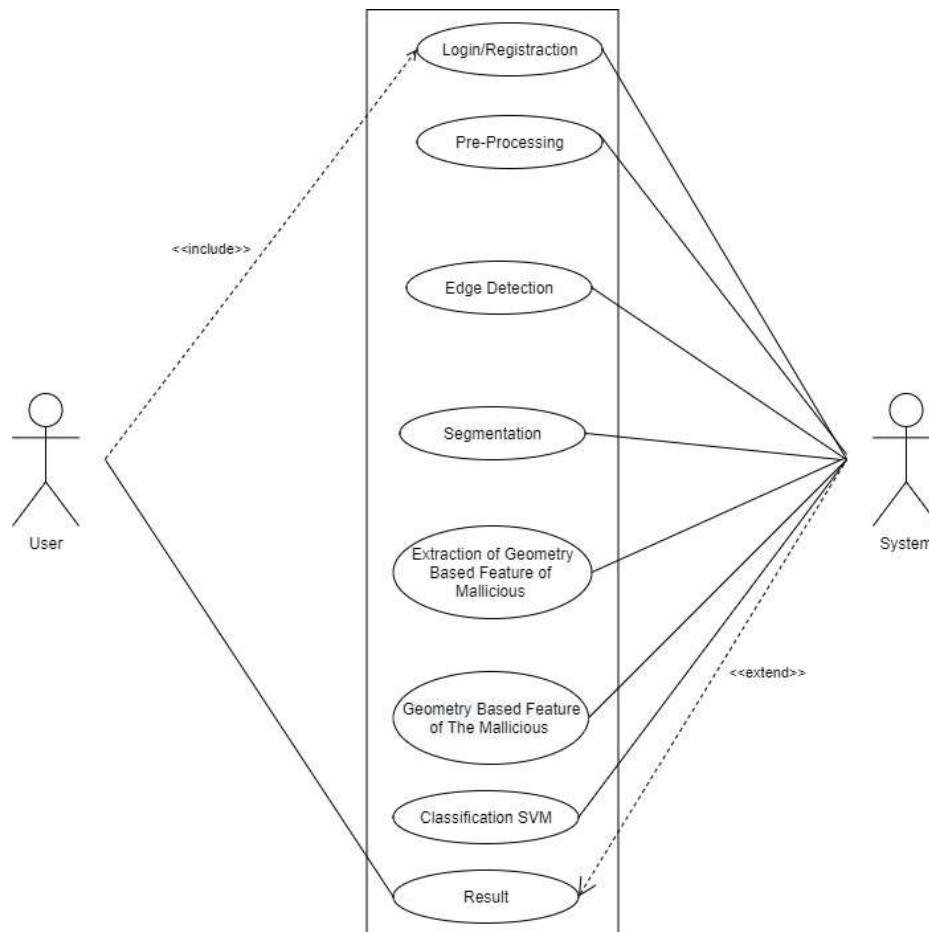 Login/Registraction
Pre-Processing
<<include>>
Edge Detection
Segmentation
User
System
Extraction of Geometry
Based Feature of
Mallicious
<<extend>>
Geometry Based Feature
of The Mallicious
Classification SVM
Result